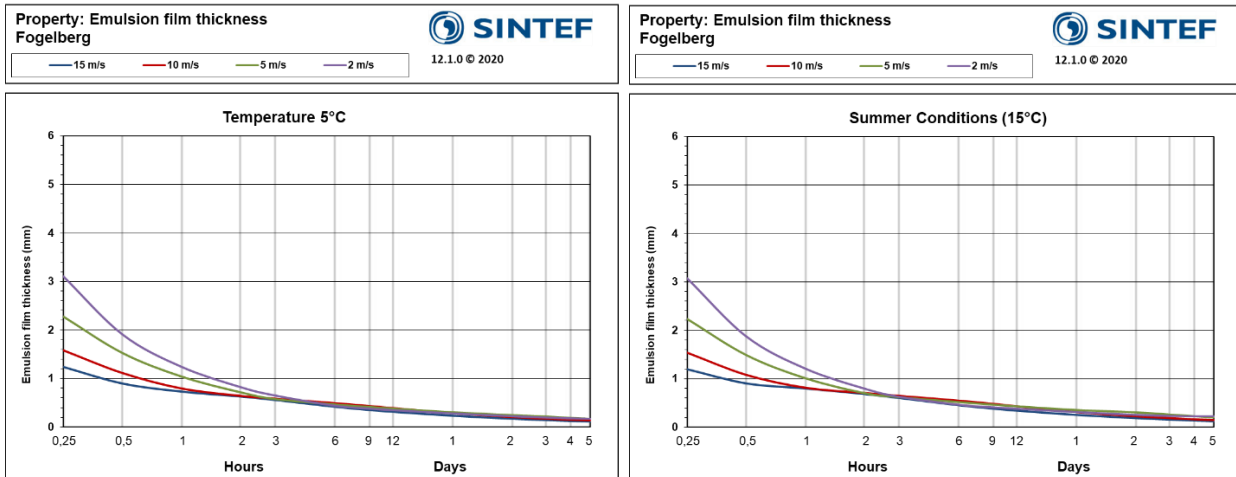 Property: Emulsion film thickness
Fogelberg
SINTEF
15 m/s 10 m/s 5 m/s 2 m/s
12.1.0 © 2020
Temperature 5°C
Emulsion film thickness (mm)
6
5
4
3
2
1
0
0,25 0,5 1 2 3 6 9 12 1 2 3 4 5
Hours Days
Property: Emulsion film thickness
Fogelberg
SINTEF
15 m/s 10 m/s 5 m/s 2 m/s
12.1.0 © 2020
Summer Conditions (15°C)
Emulsion film thickness (mm)
6
5
4
3
2
1
0
0,25 0,5 1 2 3 6 9 12 1 2 3 4 5
Hours Days